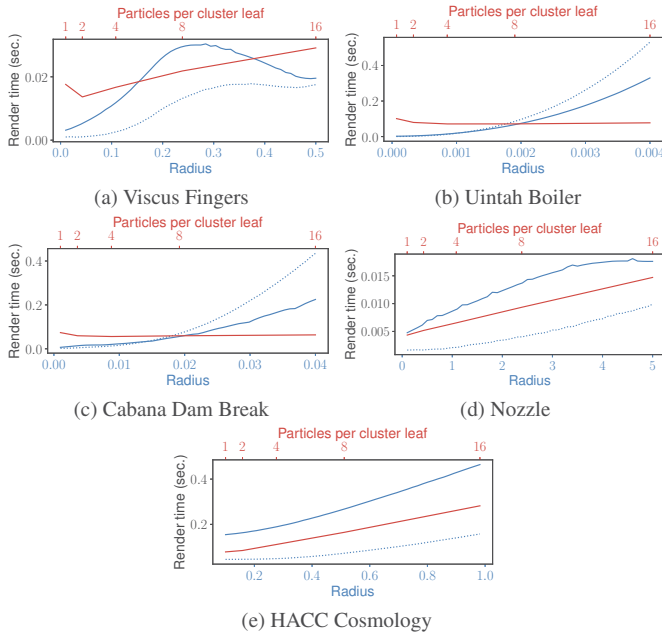 Particles per cluster leaf
1 2 4 8 16
Render time (sec.)
0.02
0.00
0.0 0.1 0.2 0.3 0.4 0.5
Radius
(a) Viscus Fingers
Particles per cluster leaf
1 2 4 8 16
Render time (sec.)
0.4
0.2
0.0
0.000 0.001 0.002 0.003 0.004
Radius
(b) Uintah Boiler
Particles per cluster leaf
1 2 4 8 16
Render time (sec.)
0.4
0.2
0.0
0.00 0.01 0.02 0.03 0.04
Radius
(c) Cabana Dam Break
Particles per cluster leaf
1 2 4 8 16
Render time (sec.)
0.015
0.010
0.005
0 1 2 3 4 5
Radius
(d) Nozzle
Particles per cluster leaf
1 2 4 8 16
Render time (sec.)
0.4
0.2
0.2 0.4 0.6 0.8 1.0
Radius
(e) HACC Cosmology